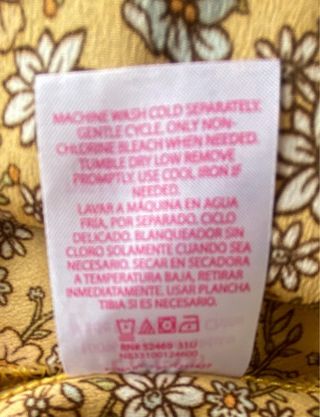 MACHINE WASH COLD SEPARATELY.
GENTLE CYCLE. ONLY NON-
CHLORINE BLEACH WHEN NEEDED.
TUMBLE DRY LOW REMOVE
PROMPTLY. USE COOL IRON IF
NEEDED.
LAVAR A MÁQUINA EN AGUA
FRÍA, POR SEPARADO. CICLO
DELICADO. BLANQUEADOR SIN
CLORO SOLAMENTE CUANDO SEA
NECESARIO. SECAR EN SECADORA
A TEMPERATURA BAJA, RETIRAR
INMEDIATAMENTE. USAR PLANCHA
TIBIA SI ES NECESARIO.
RN# 52469 31U